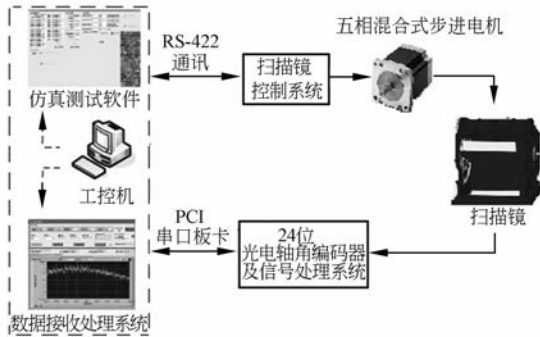 五相混合式步进电机
RS-422
通讯
扫描镜
控制系统
仿真测试软件
工控机
扫描镜
PCI
串口板卡
24位
光电轴角编码器
及信号处理系统
数据接收处理系统